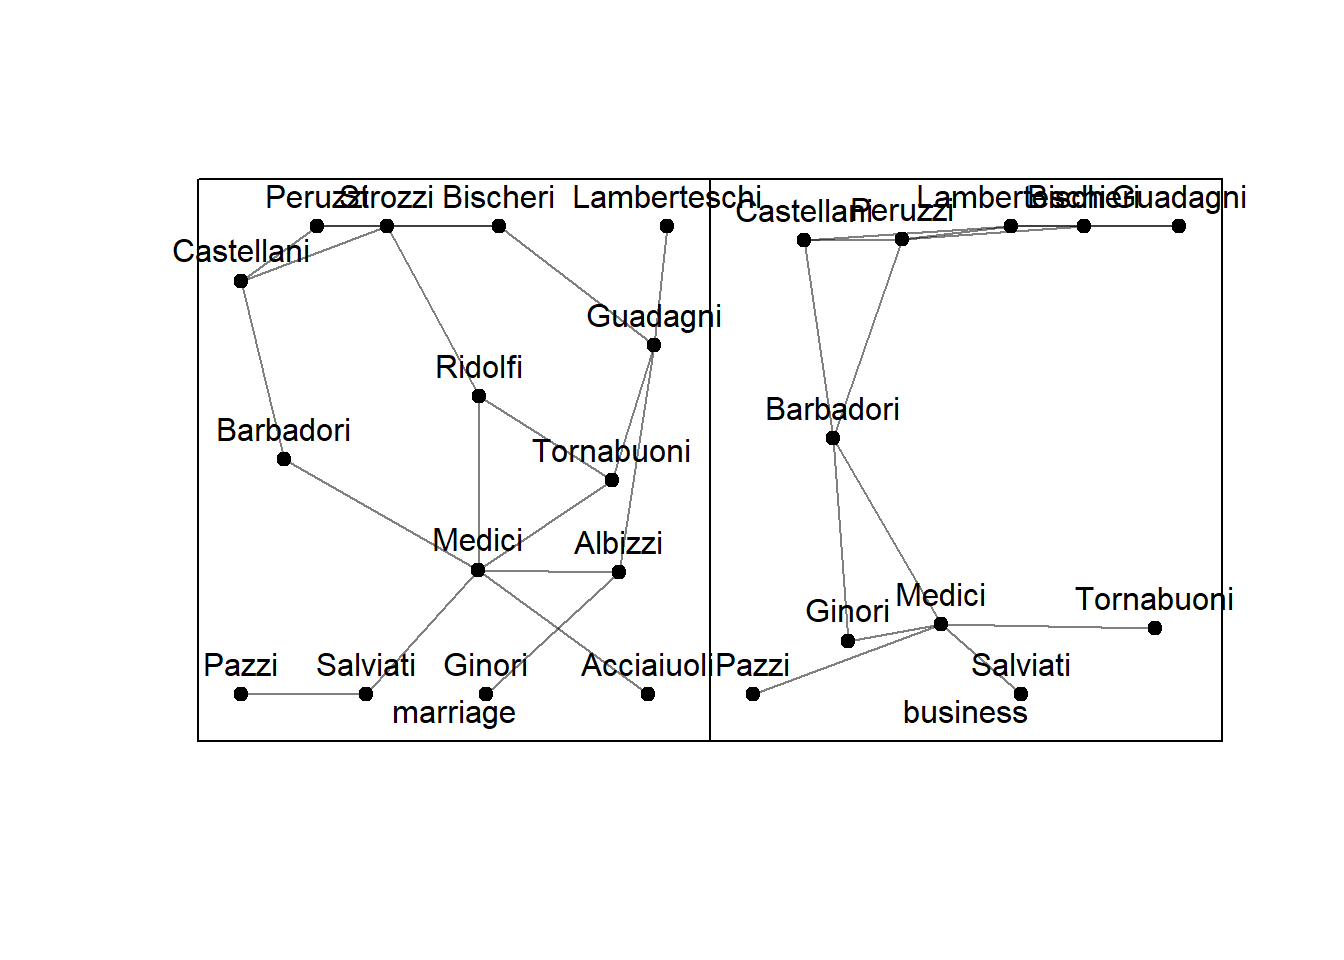 Peruzzi
Strozzi
Bischeri
Lamberteschi
Castellani
Guadagni
Ridolfi
Barbadori
Tornabuoni
Medici
Albizzi
Pazzi
Salviati
Ginori
Acciaiuoli
marriage
Castellani
Peruzzi
Lamberteschi
Bischeri
Guadagni
Barbadori
Ginori
Medici
Tornabuoni
Pazzi
Salviati
business